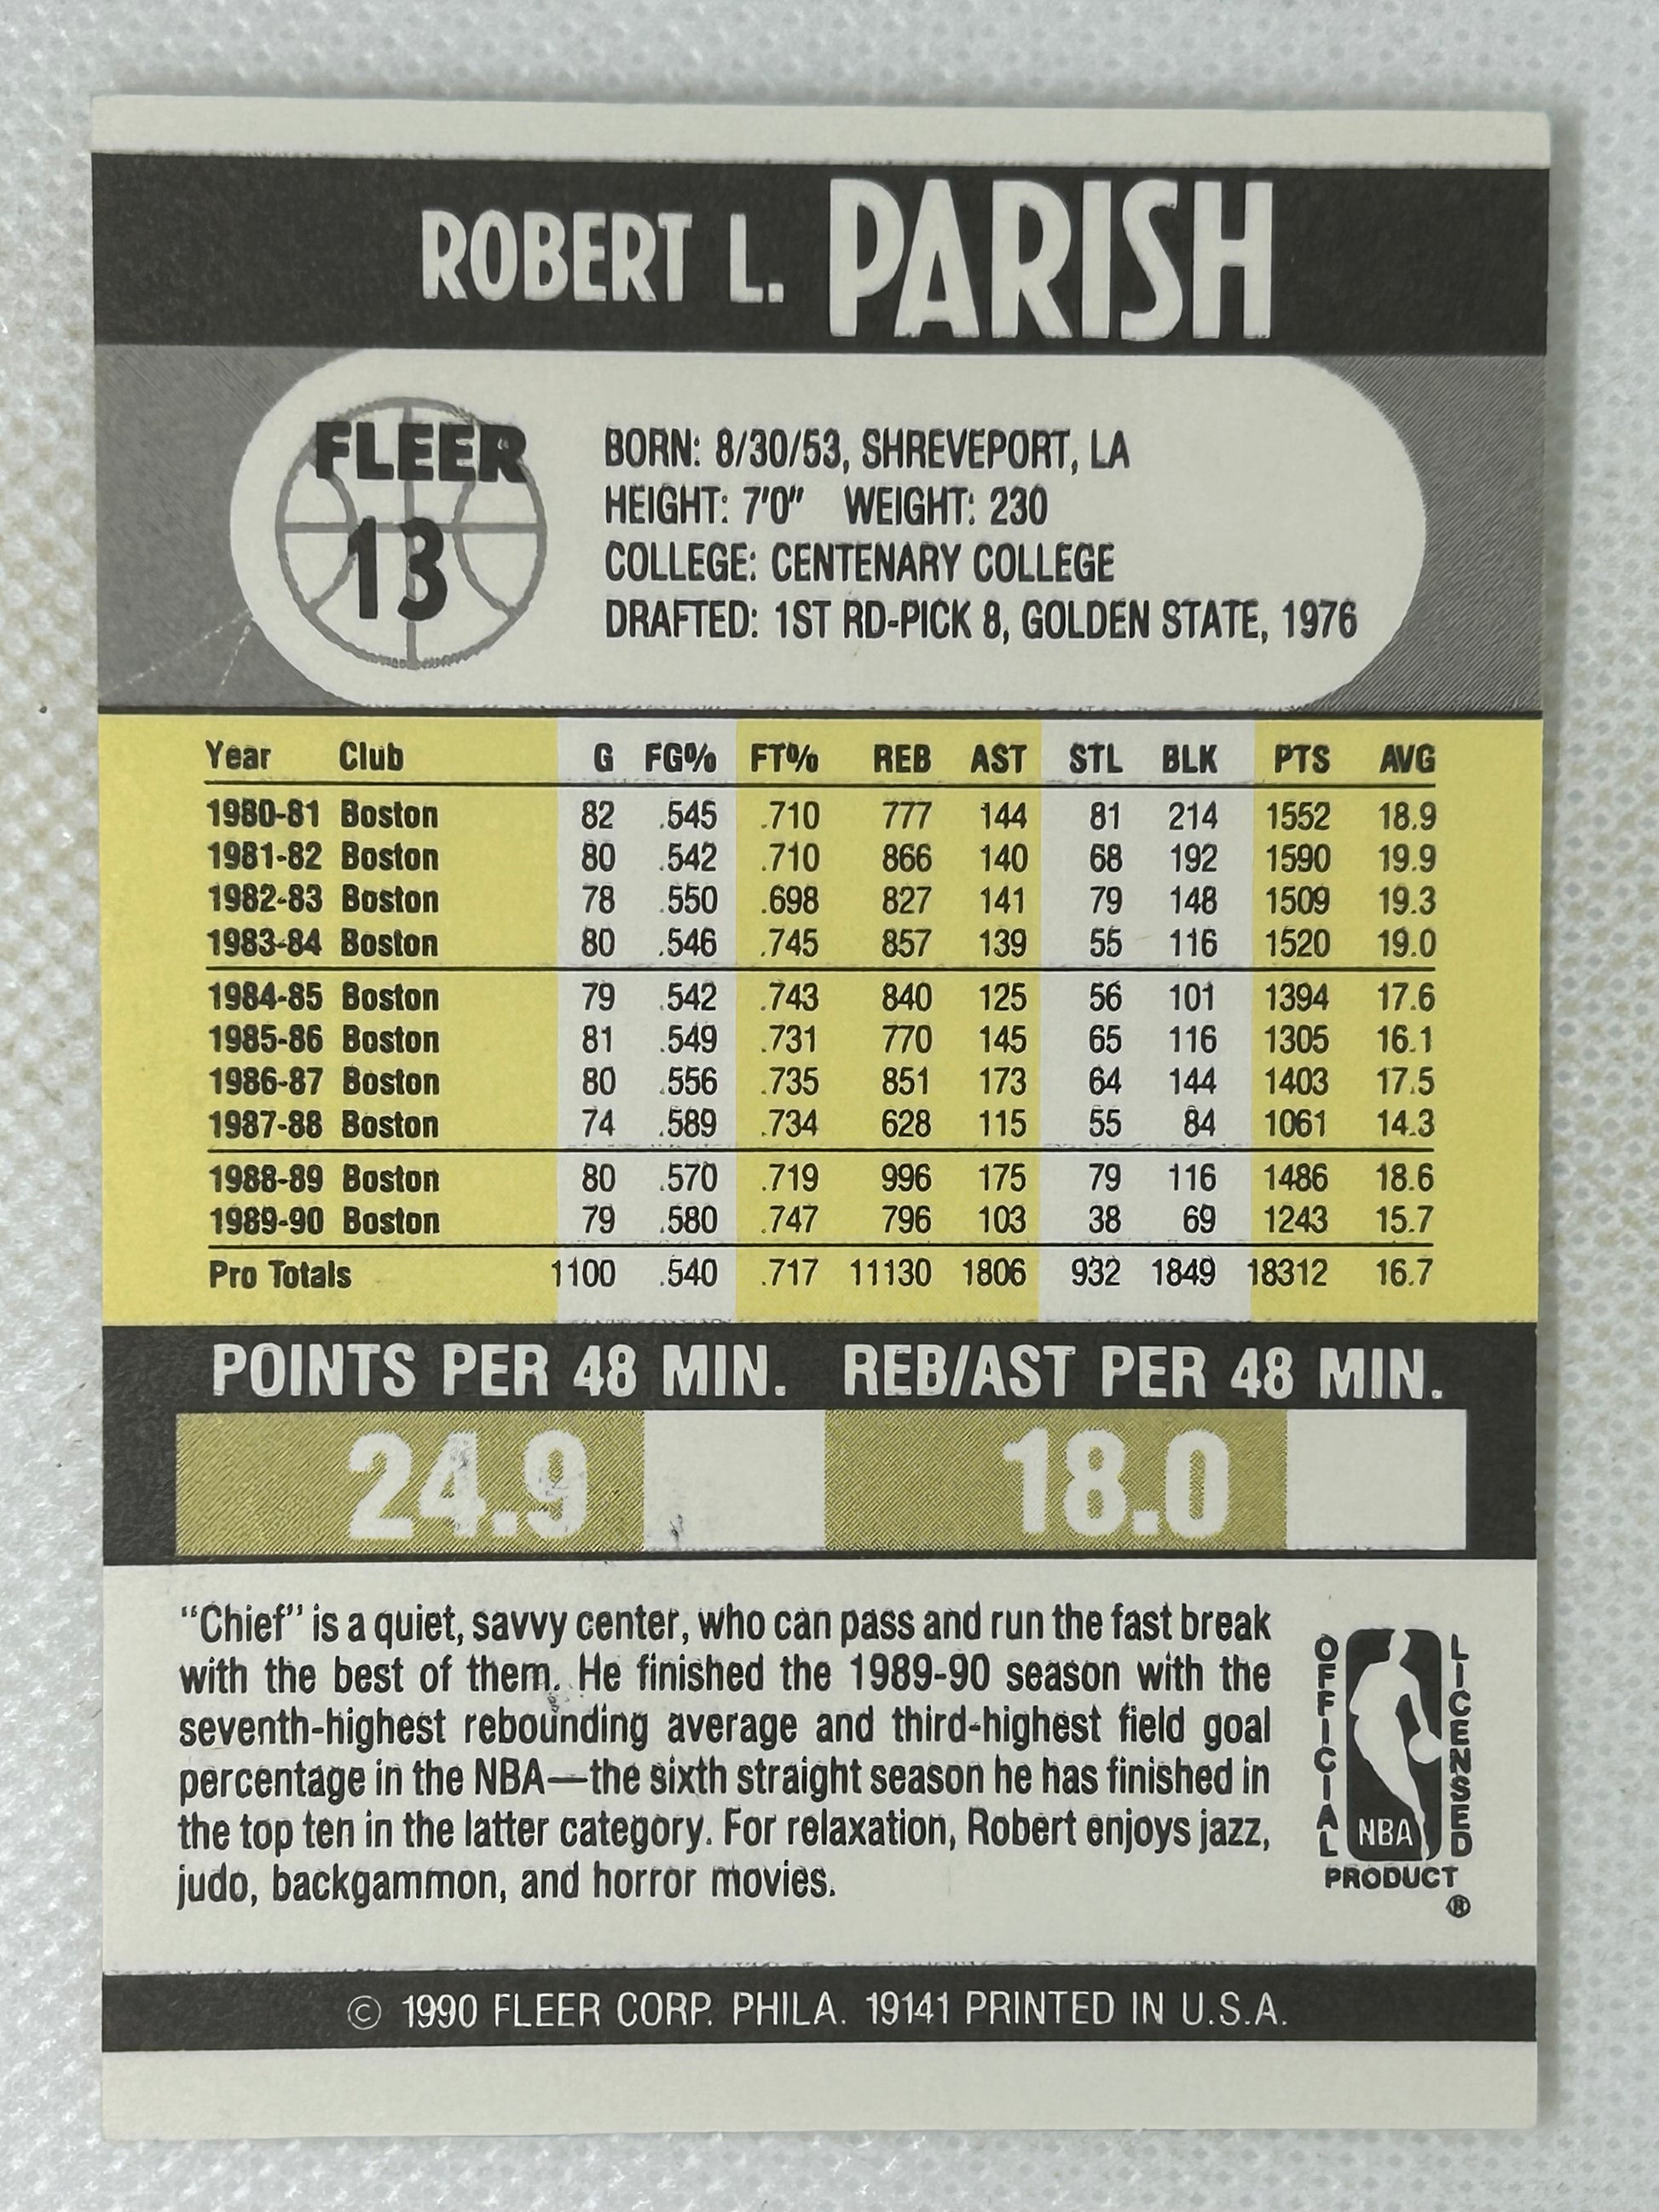 ROBERT L. PARISH
FLEER
13
BORN: 8/30/53, SHREVEPORT, LA
HEIGHT: 7'0" WEIGHT: 230
COLLEGE: CENTENARY COLLEGE
DRAFTED: 1ST RD-PICK 8, GOLDEN STATE, 1976
Year Club G FG% FT% REB AST STL BLK PTS AVG
1980-81 Boston 82 .545 .710 777 144 81 214 1552 18.9
1981-82 Boston 80 .542 .710 866 140 68 192 1590 19.9
1982-83 Boston 78 .550 .698 827 141 79 148 1509 19.3
1983-84 Boston 80 .546 .745 857 139 55 116 1520 19.0
1984-85 Boston 79 .542 .743 840 125 56 101 1394 17.6
1985-86 Boston 81 .549 .731 770 145 65 116 1305 16.1
1986-87 Boston 80 .556 .735 851 173 64 144 1403 17.5
1987-88 Boston 74 .589 .734 628 115 55 84 1061 14.3
1988-89 Boston 80 .570 .719 996 175 79 116 1486 18.6
1989-90 Boston 79 .580 .747 796 103 38 69 1243 15.7
Pro Totals 1100 .540 .717 11130 1806 932 1849 18312 16.7
POINTS PER 48 MIN. REB/AST PER 48 MIN.
24.9 18.0
"Chief" is a quiet, savvy center, who can pass and run the fast break
with the best of them. He finished the 1989-90 season with the
seventh-highest rebounding average and third-highest field goal
percentage in the NBA—the sixth straight season he has finished in
the top ten in the latter category. For relaxation, Robert enjoys jazz,
judo, backgammon, and horror movies.
OFFICIAL
NBA
LICENSED
PRODUCT
®
© 1990 FLEER CORP. PHILA. 19141 PRINTED IN U.S.A.